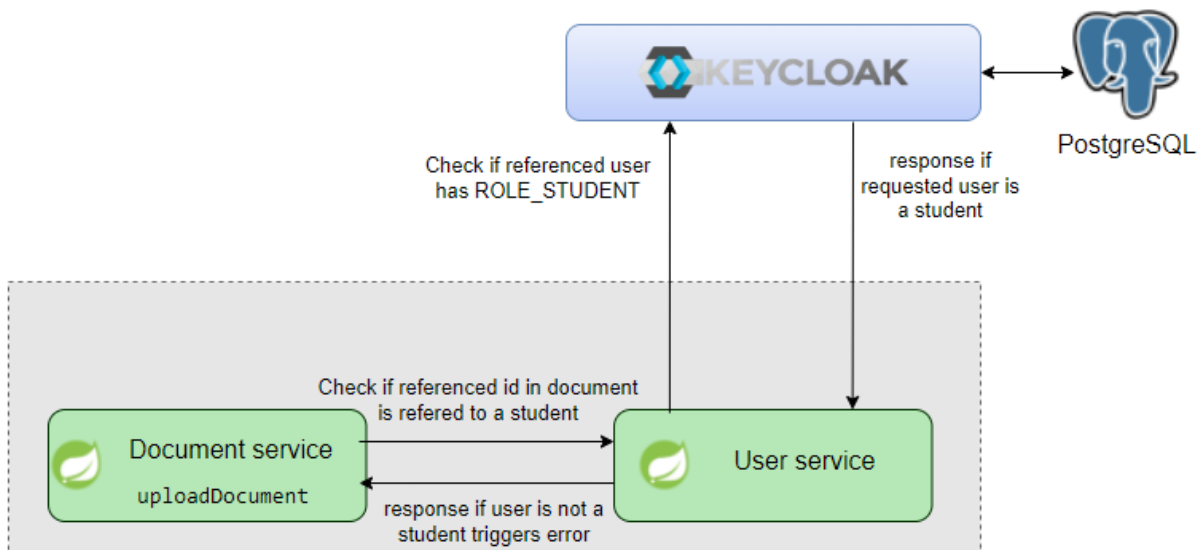 KEYCLOAK
PostgreSQL
Check if referenced user
has ROLE_STUDENT
response if
requested user is
a student
Check if referenced id in document
is refered to a student
Document service
uploadDocument
User service
response if user is not a
student triggers error